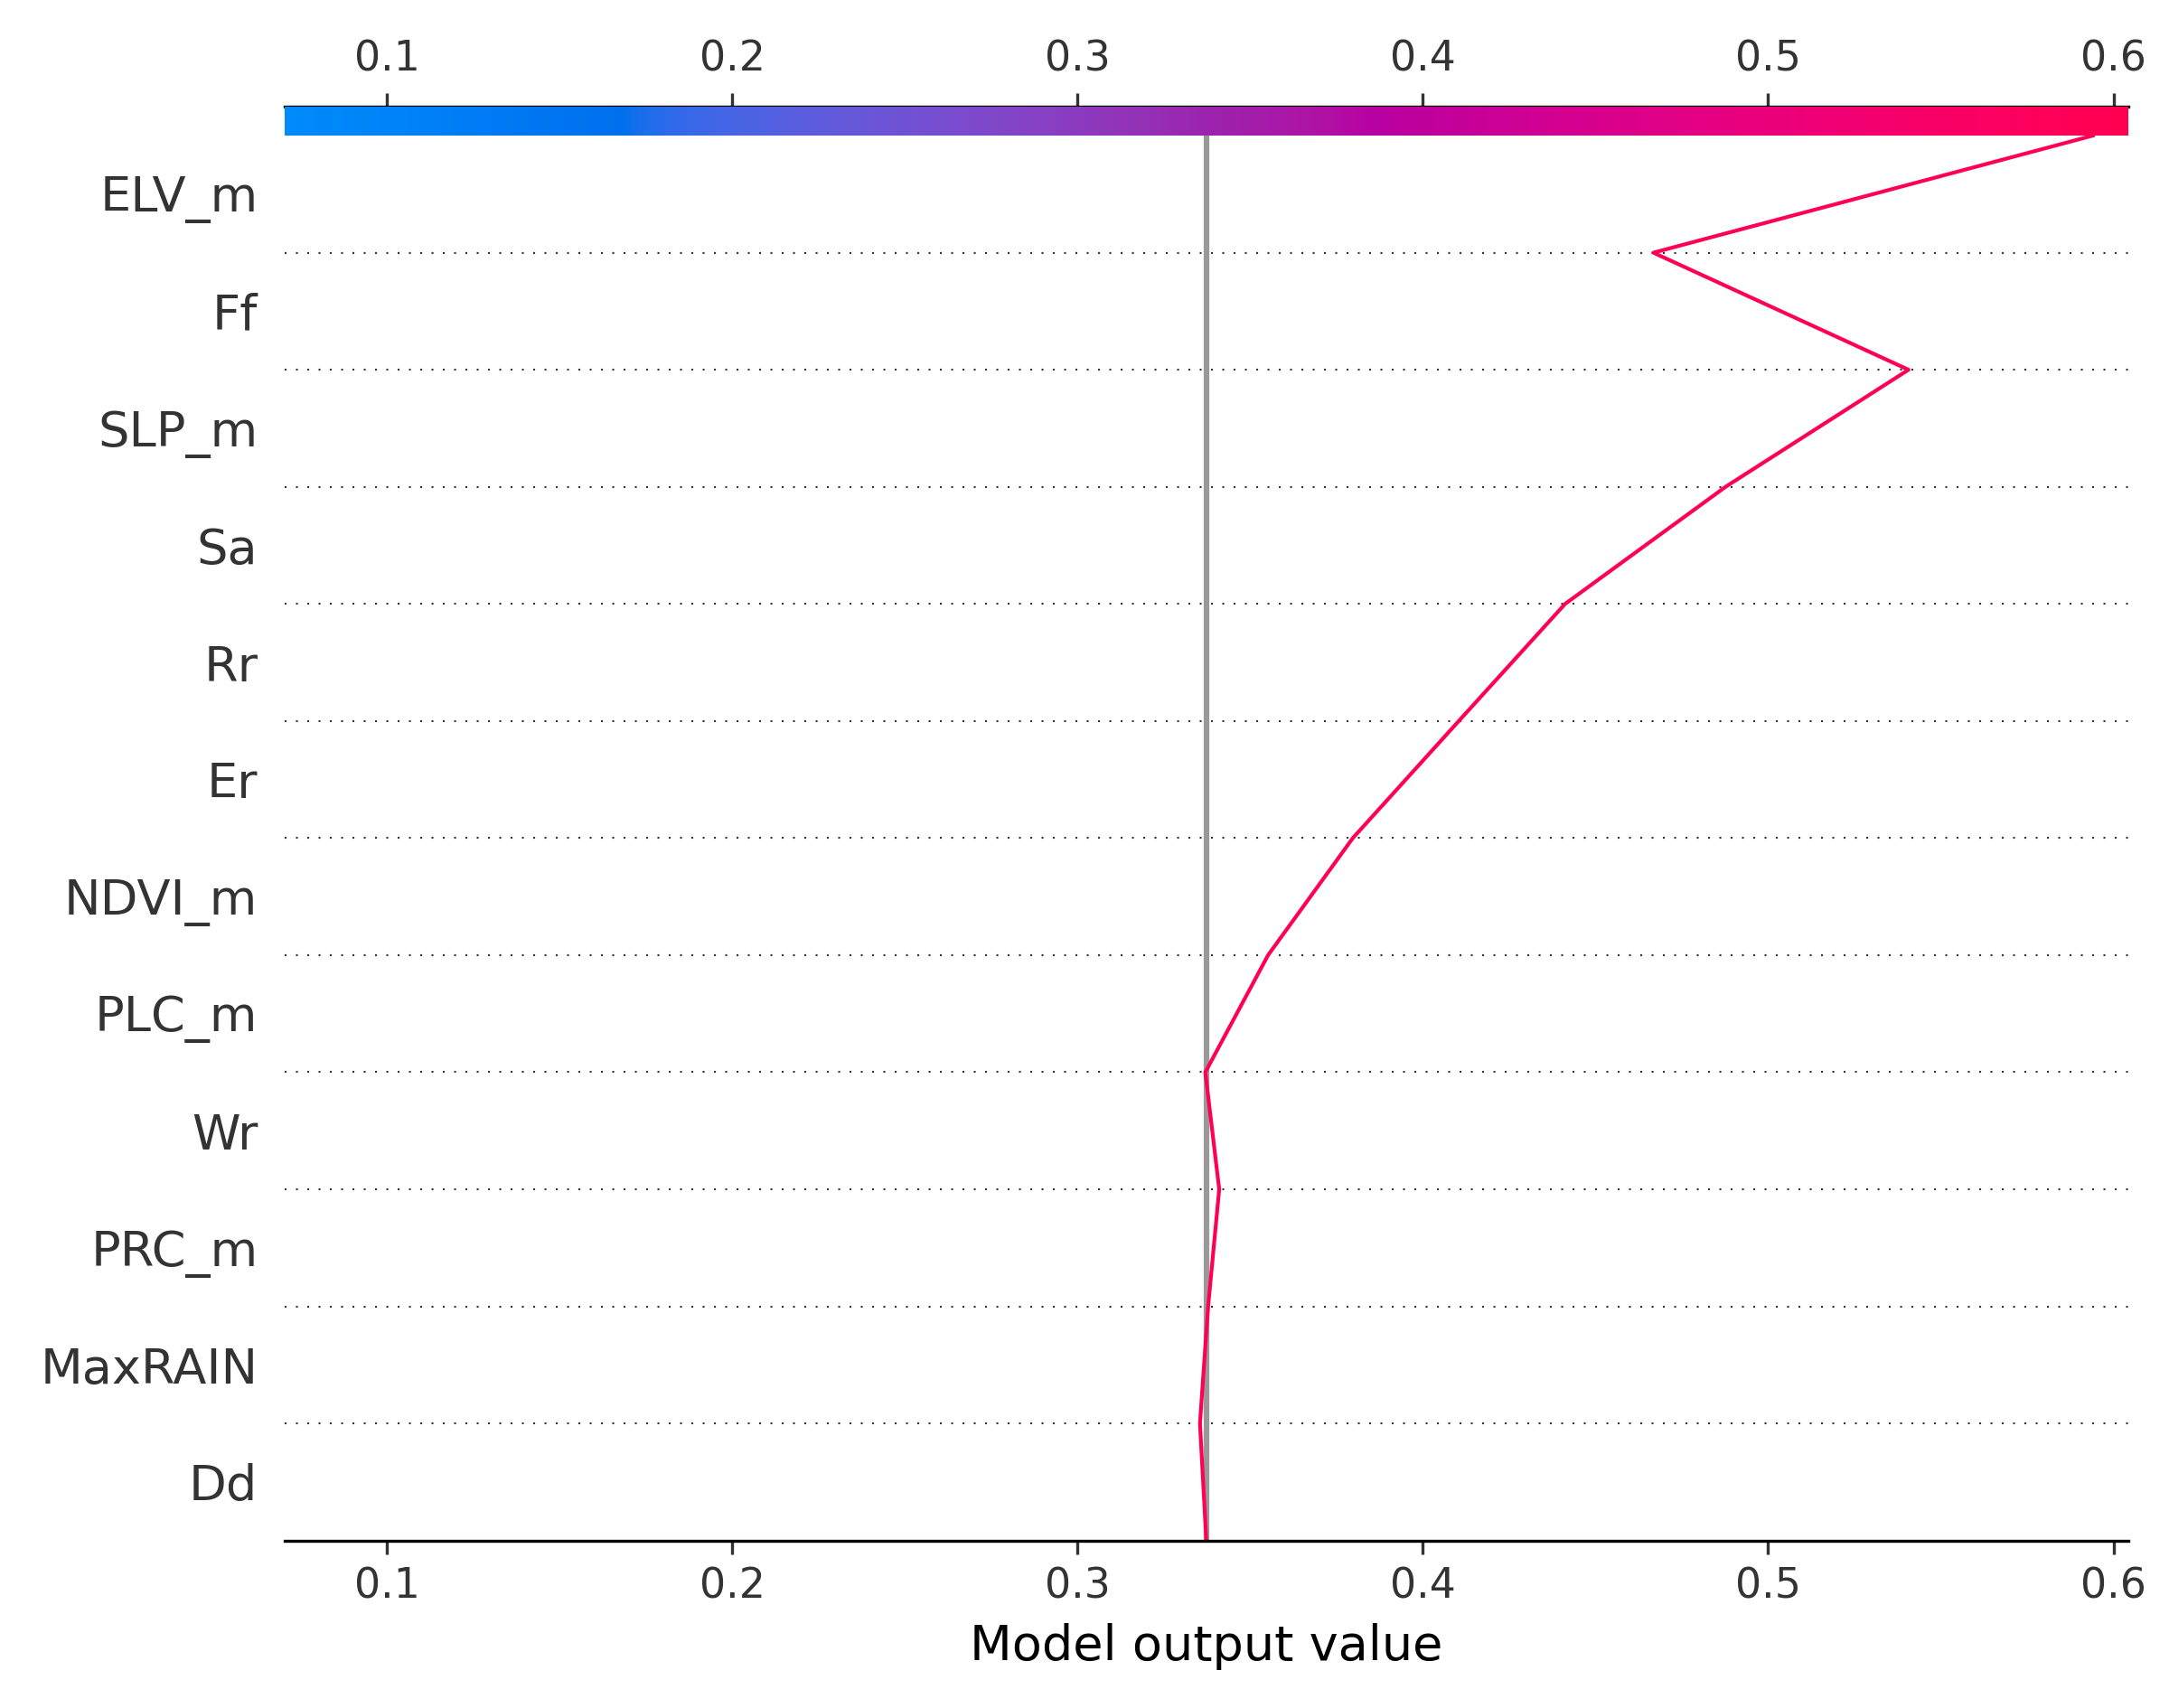 0.1 0.2 0.3 0.4 0.5 0.6
ELV_m
Ff
SLP_m
Sa
Rr
Er
NDVI_m
PLC_m
Wr
PRC_m
MaxRAIN
Dd
0.1 0.2 0.3 0.4 0.5 0.6
Model output value